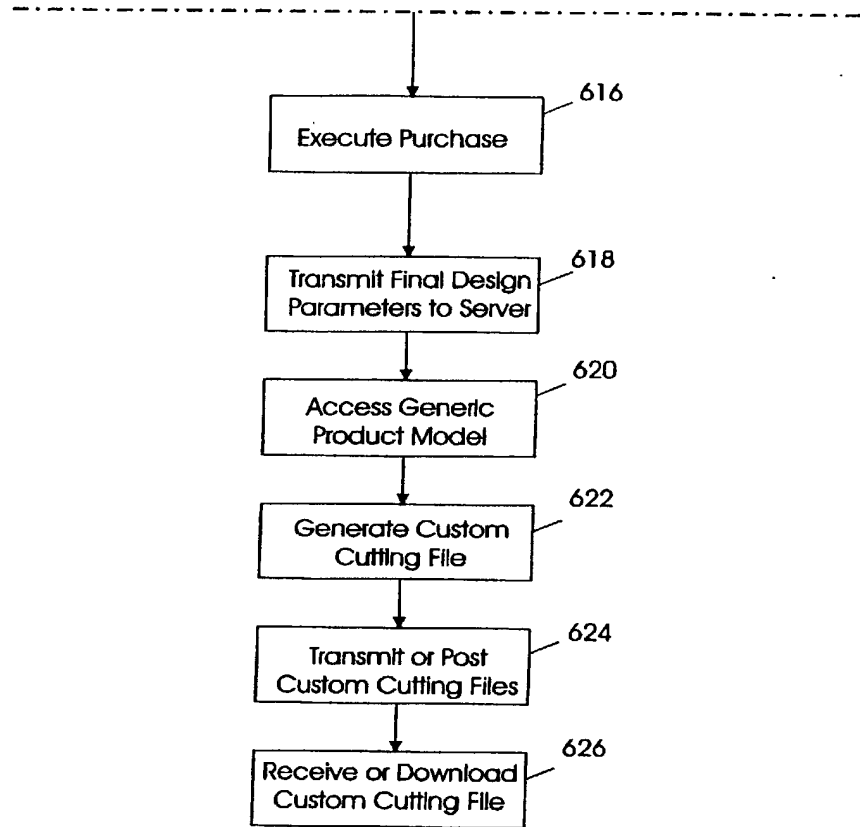 616
Execute Purchase
618
Transmit Final Design
Parameters to Server
620
Access Generic
Product Model
622
Generate Custom
Cutting File
624
Transmit or Post
Custom Cutting Files
626
Receive or Download
Custom Cutting File